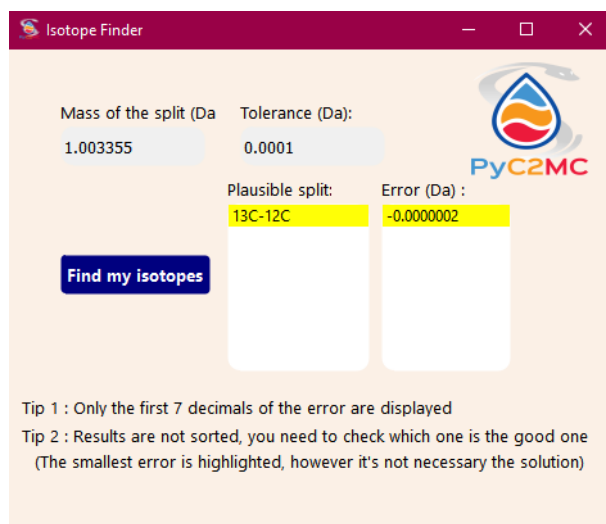 Isotope Finder
Mass of the split (Da
Tolerance (Da):
1.003355
0.0001
PyC2MC
Plausible split:
Error (Da) :
13C-12C
-0.0000002
Find my isotopes
Tip 1 : Only the first 7 decimals of the error are displayed
Tip 2 : Results are not sorted, you need to check which one is the good one
(The smallest error is highlighted, however it's not necessary the solution)